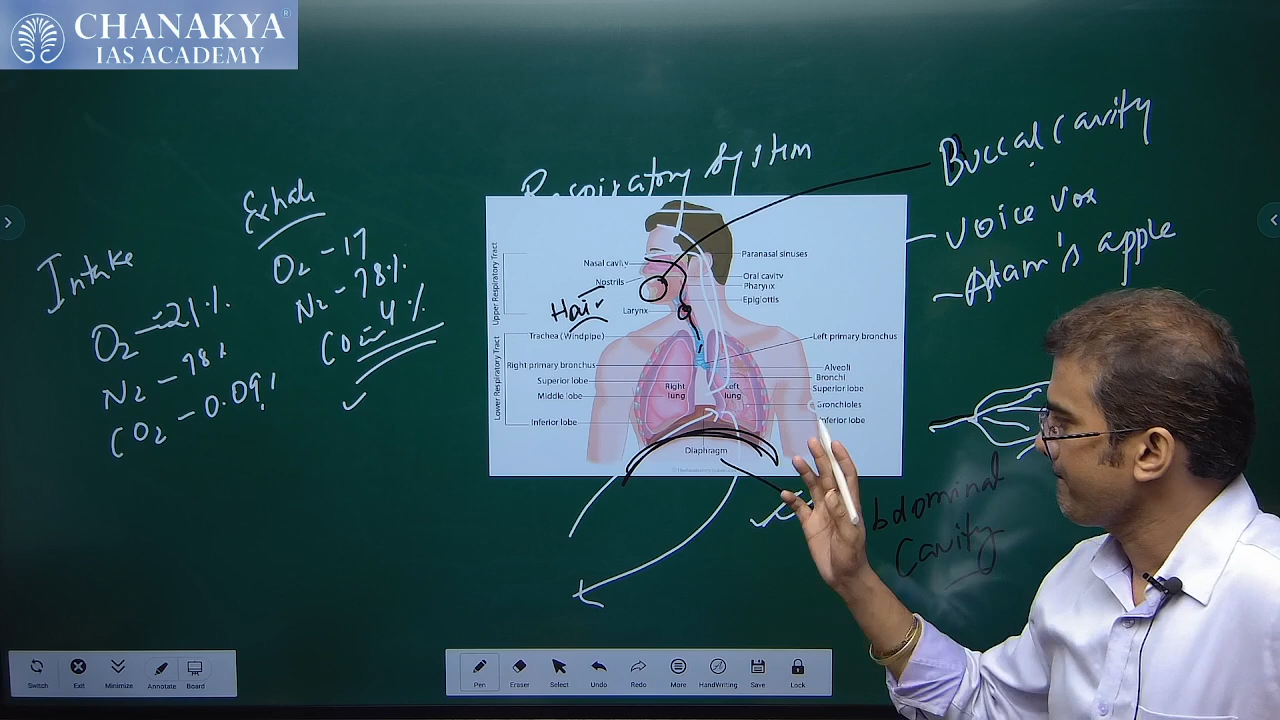 CHANAKYA
IAS ACADEMY
Respiratory System
Buccal Cavity
Voice Vox
Adam's apple
Exhale
O2 - 17
N2 - 78%
CO2 4%
Intake
O2 - 21%
N2 - 78%
CO2 - 0.09%
Upper Respiratory Tract
Nasal cavity
Nostrils
Hair
Larynx
Paranasal sinuses
Oral cavity
Pharynx
Epiglottis
Lower Respiratory Tract
Trachea (Windpipe)
Right primary bronchus
Superior lobe
Middle lobe
Inferior lobe
Right lung
Left lung
Left primary bronchus
Alveoli
Bronchi
Superior lobe
Bronchioles
Inferior lobe
Diaphragm
bdominal
Cavity
Switch
Exit
Minimize
Annotate
Board
Pen
Eraser
Select
Undo
Redo
More
HandWriting
Save
Lock